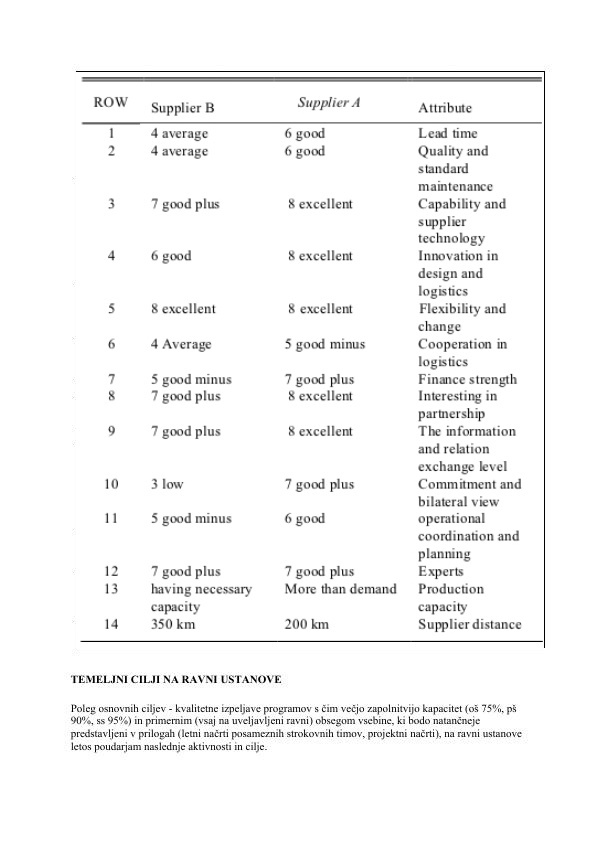 ROW Supplier B Supplier A Attribute
1 4 average 6 good Lead time
2 4 average 6 good Quality and
standard
maintenance
3 7 good plus 8 excellent Capability and
supplier
technology
4 6 good 8 excellent Innovation in
design and
logistics
5 8 excellent 8 excellent Flexibility and
change
6 4 Average 5 good minus Cooperation in
logistics
7 5 good minus 7 good plus Finance strength
8 7 good plus 8 excellent Interesting in
partnership
9 7 good plus 8 excellent The information
and relation
exchange level
10 3 low 7 good plus Commitment and
bilateral view
11 5 good minus 6 good operational
coordination and
planning
12 7 good plus 7 good plus Experts
13 having necessary More than demand Production
capacity capacity
14 350 km 200 km Supplier distance
TEMELJNI CILJI NA RAVNI USTANOVE
Poleg osnovnih ciljev - kvalitetne izpeljave programov s čim večjo zapolnitvijo kapacitet (oš 75%, pš
90%, ss 95%) in primernim (vsaj na uveljavljeni ravni) obsegom vsebine, ki bodo natančneje
predstavljeni v prilogah (letni načrti posameznih strokovnih timov, projektni načrti), na ravni ustanove
letos poudarjam naslednje aktivnosti in cilje.